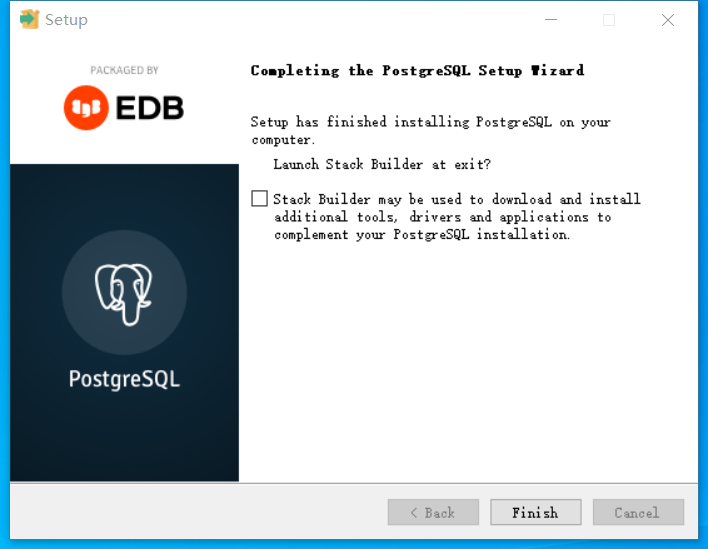 Setup
PACKAGED BY
EDB
PostgreSQL
Completing the PostgreSQL Setup Wizard
Setup has finished installing PostgreSQL on your
computer.
Launch Stack Builder at exit?
Stack Builder may be used to download and install
additional tools, drivers and applications to
complement your PostgreSQL installation.
< Back
Finish
Cancel